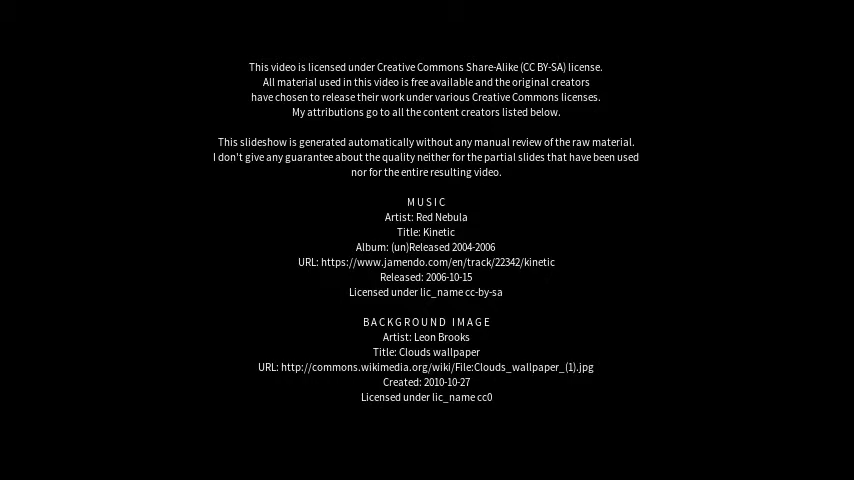 This video is licensed under Creative Commons Share-Alike (CC BY-SA) license.
All material used in this video is free available and the original creators
have chosen to release their work under various Creative Commons licenses.
My attributions go to all the content creators listed below.
This slideshow is generated automatically without any manual review of the raw material.
I don't give any guarantee about the quality neither for the partial slides that have been used
nor for the entire resulting video.
MUSIC
Artist: Red Nebula
Title: Kinetic
Album: (un)Released 2004-2006
URL: https://www.jamendo.com/en/track/22342/kinetic
Released: 2006-10-15
Licensed under lic_name cc-by-sa
BACKGROUND IMAGE
Artist: Leon Brooks
Title: Clouds wallpaper
URL: http://commons.wikimedia.org/wiki/File:Clouds_wallpaper_(1).jpg
Created: 2010-10-27
Licensed under lic_name cc0